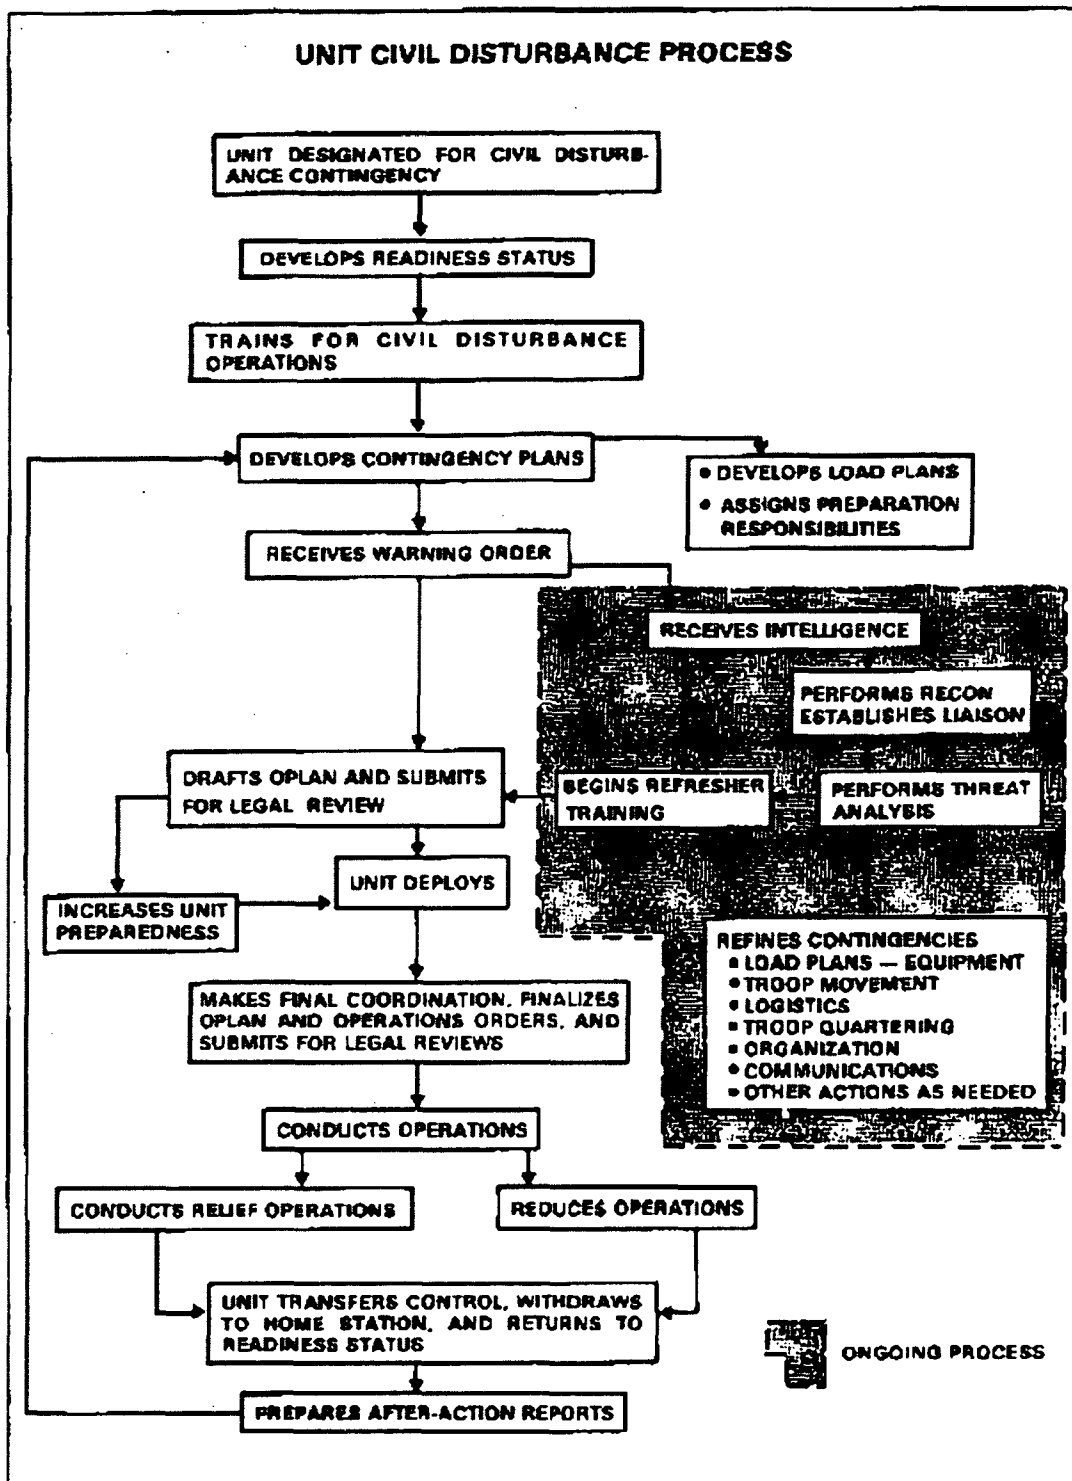 UNIT CIVIL DISTURBANCE PROCESS
UNIT DESIGNATED FOR CIVIL DISTURB-
ANCE CONTINGENCY
DEVELOPS READINESS STATUS
TRAINS FOR CIVIL DISTURBANCE
OPERATIONS
DEVELOPS CONTINGENCY PLANS
• DEVELOPS LOAD PLANS
• ASSIGNS PREPARATION
RESPONSIBILITIES
RECEIVES WARNING ORDER
RECEIVES INTELLIGENCE
PERFORMS RECON
ESTABLISHES LIAISON
DRAFTS OPLAN AND SUBMITS
FOR LEGAL REVIEW
BEGINS REFRESHER
TRAINING
PERFORMS THREAT
ANALYSIS
UNIT DEPLOYS
INCREASES UNIT
PREPAREDNESS
REFINES CONTINGENCIES
• LOAD PLANS — EQUIPMENT
• TROOP MOVEMENT
• LOGISTICS
• TROOP QUARTERING
• ORGANIZATION
• COMMUNICATIONS
• OTHER ACTIONS AS NEEDED
MAKES FINAL COORDINATION, FINALIZES
OPLAN AND OPERATIONS ORDERS, AND
SUBMITS FOR LEGAL REVIEWS
CONDUCTS OPERATIONS
CONDUCTS RELIEF OPERATIONS
REDUCES OPERATIONS
UNIT TRANSFERS CONTROL, WITHDRAWS
TO HOME STATION, AND RETURNS TO
READINESS STATUS
ONGOING PROCESS
PREPARES AFTER-ACTION REPORTS